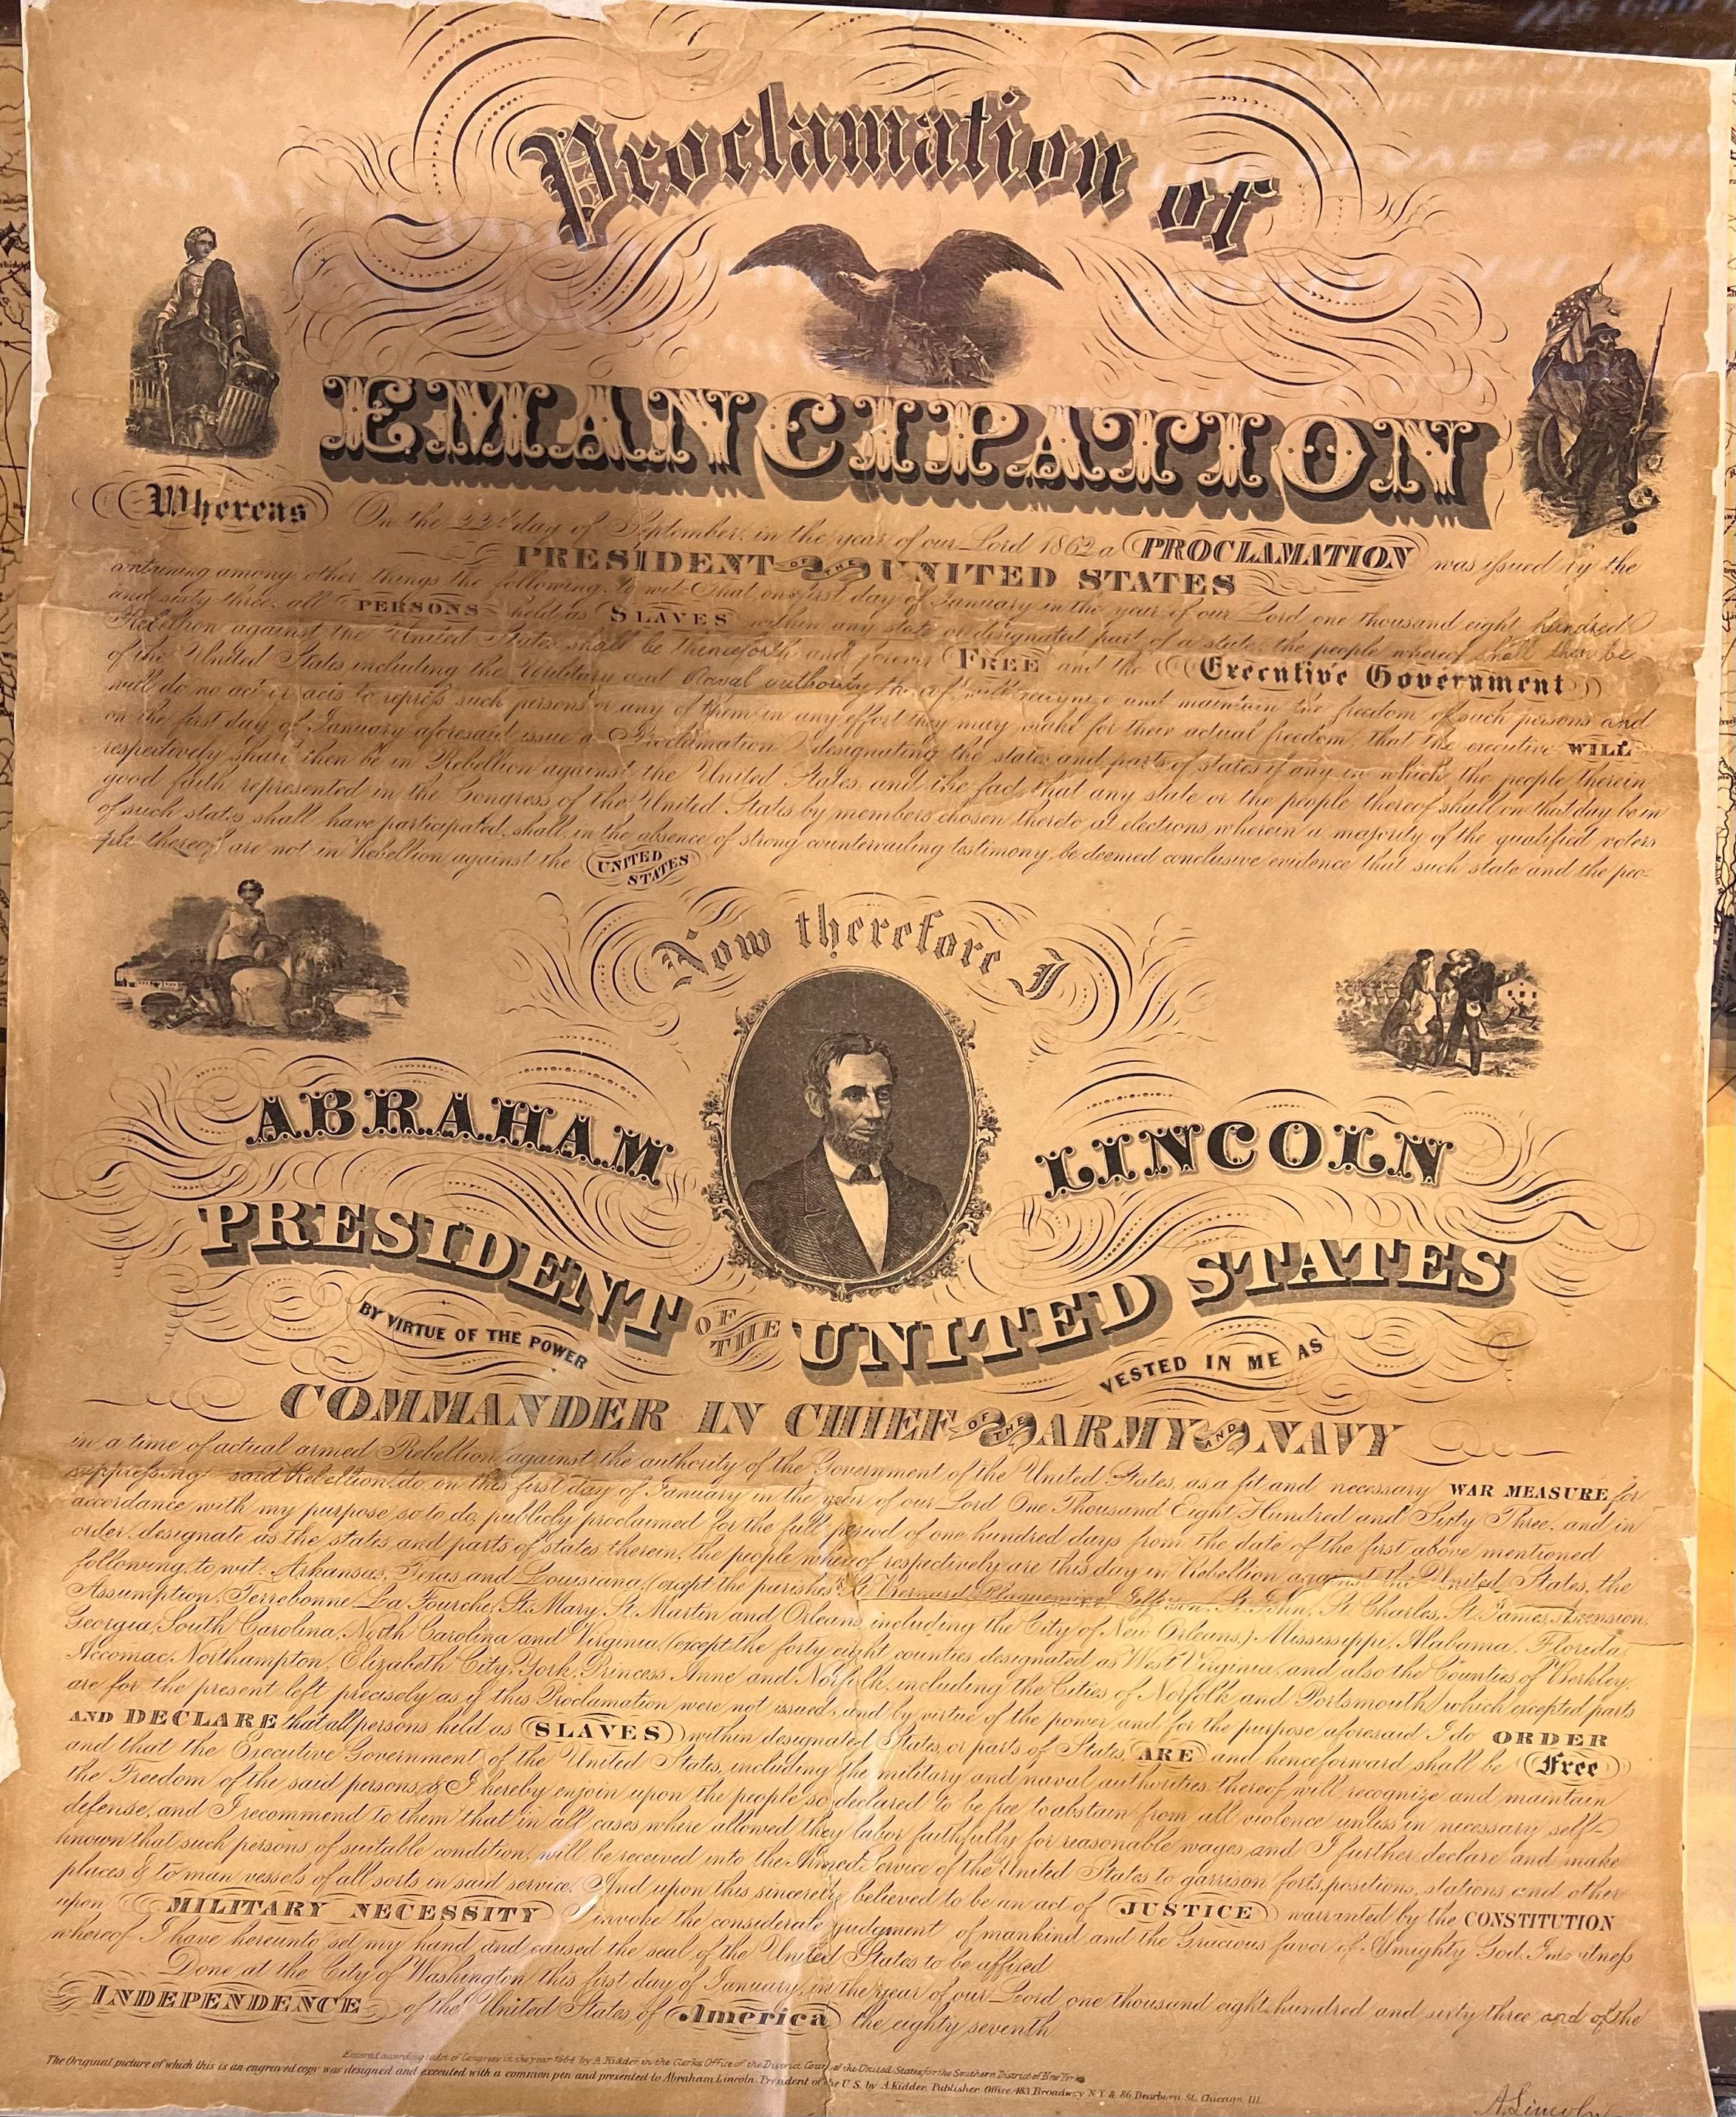 Proclamation of
EMANCIPATION
Whereas On the 22d day of September, in the year of our Lord 1862 a PROCLAMATION was issued by the
PRESIDENT OF THE UNITED STATES
containing among other things the following, to wit: That on first day of January in the year of our Lord one thousand eight hundred
and sixty three, all PERSONS held as SLAVES within any state or designated part of a state, the people whereof shall then be
Rebellion against the United States shall be thenceforth and forever FREE and the Executive Government
of the United States including the Military and Naval authority thereof, will recognize and maintain the freedom of such persons and
will do no act or acts to repress such persons or any of them in any effort they may make for their actual freedom, that the executive WILL
on the first day of January aforesaid issue a Proclamation designating the states and parts of states if any in which the people therein
respectively shall then be in Rebellion against the United States, and the fact that any state or the people thereof shall on that day be in
good faith represented in the Congress of the United States by members chosen thereto at elections wherein a majority of the qualified voters
of such states shall have participated, shall, in the absence of strong countervailing testimony, be deemed conclusive evidence that such state and the peo-
ple thereof are not in Rebellion against the UNITED STATES
Now therefore I
ABRAHAM LINCOLN
PRESIDENT OF THE UNITED STATES
BY VIRTUE OF THE POWER VESTED IN ME AS
COMMANDER IN CHIEF OF THE ARMY AND NAVY
in a time of actual armed Rebellion against the authority of the Government of the United States, as a fit and necessary WAR MEASURE for
suppressing said Rebellion, do, on this first day of January in the year of our Lord One Thousand Eight Hundred and Sixty Three, and in
accordance with my purpose so to do, publicly proclaimed for the full period of one hundred days from the date of the first above mentioned
order, designate as the states and parts of states therein, the people whereof respectively are this day in Rebellion against the United States, the
following, to wit: Arkansas, Texas and Louisiana, (except the parishes St. Bernard, Plaquemine, Jefferson, St. John, St. Charles, St. James, Ascension,
Assumption, Terrebonne, La Fourche, St. Mary, St. Martin and Orleans, including the City of New Orleans,) Mississippi, Alabama, Florida,
Georgia, South Carolina, North Carolina and Virginia, (except the forty eight counties designated as West Virginia, and also the Counties of Berkley,
Accomac, Northampton, Elizabeth City, York, Princess Anne and Norfolk, including the Cities of Norfolk and Portsmouth) which excepted parts
are for the present left precisely as if this Proclamation were not issued, and by virtue of the power and for the purpose aforesaid I do ORDER
AND DECLARE that all persons held as SLAVES within designated States, or parts of States, ARE and henceforward shall be Free
and that the Executive Government of the United States, including the military and naval authorities thereof will recognize and maintain
the Freedom of the said persons, & I hereby enjoin upon the people so declared to be free to abstain from all violence unless in necessary self-
defense, and I recommend to them that in all cases where allowed they labor faithfully for reasonable wages, and I further declare and make
known that such persons of suitable condition, will be received into the Armed Service of the United States to garrison forts, positions, stations and other
places & to man vessels of all sorts in said service. And upon this sincerely believed to be an act of JUSTICE warranted by the CONSTITUTION
upon MILITARY NECESSITY I invoke the considerate judgment of mankind and the Gracious favor of Almighty God. In witness
whereof I have hereunto set my hand and caused the seal of the United States to be affixed
Done at the City of Washington this first day of January, in the year of our Lord one thousand eight hundred and sixty three and of the
INDEPENDENCE of the United States of America the eighty seventh
Entered according to act of Congress in the year 1864 by A. Kidder in the Clerks Office of the District Court of the United States for the Southern District of New York
The Original picture of which this is an engraved copy was designed and executed with a common pen and presented to Abraham Lincoln President of the U.S. by A. Kidder, Publisher. Office 483 Broadway N.Y. & 86 Dearburn St. Chicago Ill.
A. Lincoln